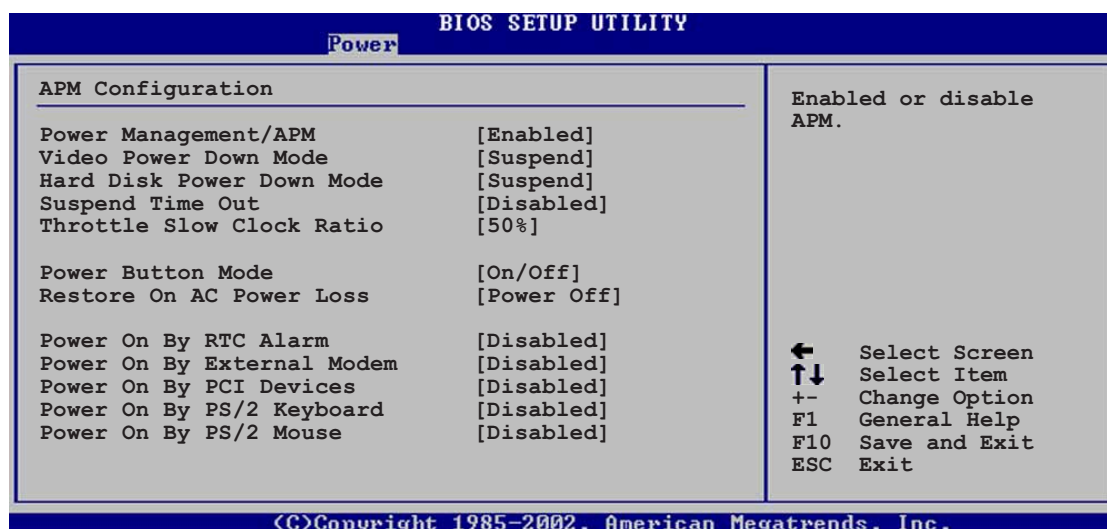 BIOS SETUP UTILITY
Power
APM Configuration
Power Management/APM [Enabled]
Video Power Down Mode [Suspend]
Hard Disk Power Down Mode [Suspend]
Suspend Time Out [Disabled]
Throttle Slow Clock Ratio [50%]
Power Button Mode [On/Off]
Restore On AC Power Loss [Power Off]
Power On By RTC Alarm [Disabled]
Power On By External Modem [Disabled]
Power On By PCI Devices [Disabled]
Power On By PS/2 Keyboard [Disabled]
Power On By PS/2 Mouse [Disabled]
Enabled or disable
APM.
← Select Screen
↑↓ Select Item
+- Change Option
F1 General Help
F10 Save and Exit
ESC Exit
(C)Copyright 1985-2002, American Megatrends, Inc.